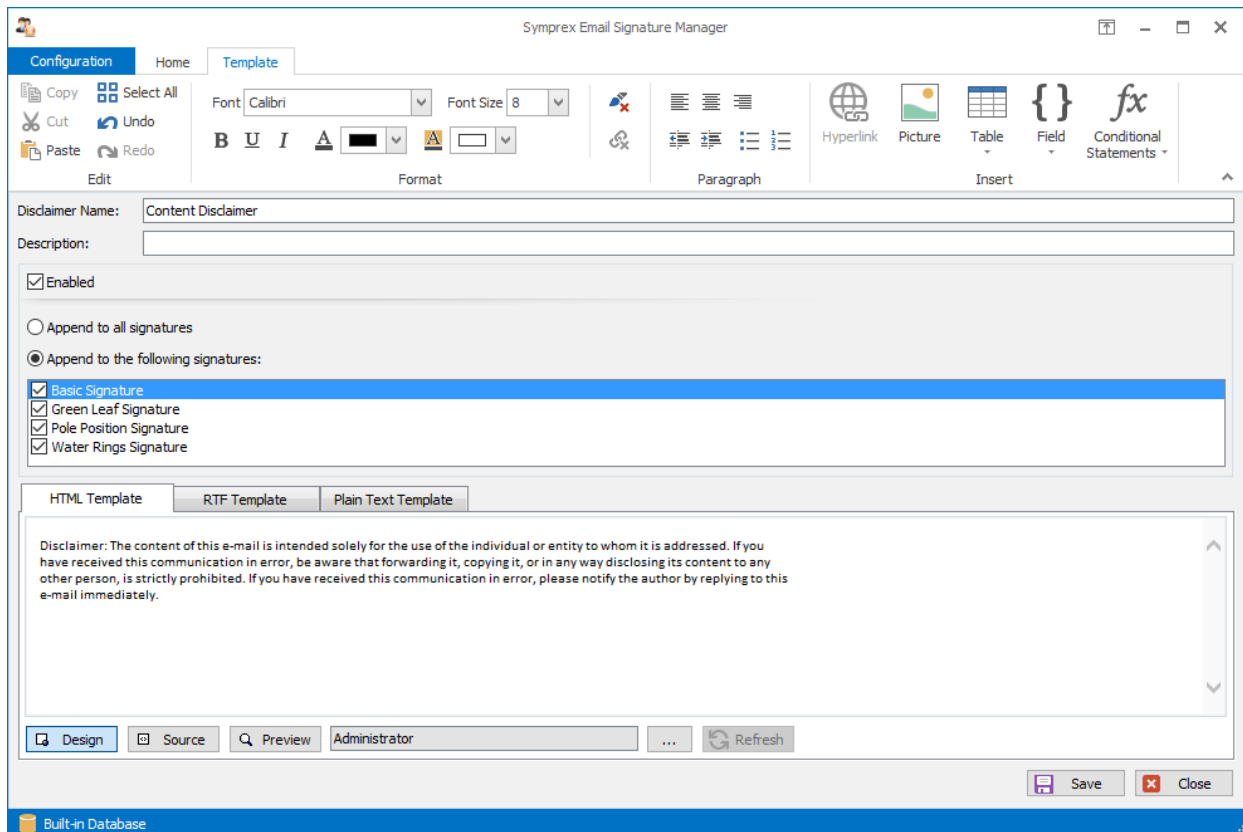 Symprex Email Signature Manager
Configuration Home Template
Copy Select All
Cut Undo
Paste Redo
Edit
Font Calibri Font Size 8
B U I A A
Format
Paragraph
Hyperlink Picture Table Field Conditional Statements
{ } fx
Insert
Disclaimer Name: Content Disclaimer
Description:
Enabled
Append to all signatures
Append to the following signatures:
Basic Signature
Green Leaf Signature
Pole Position Signature
Water Rings Signature
HTML Template RTF Template Plain Text Template
Disclaimer: The content of this e-mail is intended solely for the use of the individual or entity to whom it is addressed. If you
have received this communication in error, be aware that forwarding it, copying it, or in any way disclosing its content to any
other person, is strictly prohibited. If you have received this communication in error, please notify the author by replying to this
e-mail immediately.
Design Source Preview Administrator ... Refresh
Save Close
Built-in Database